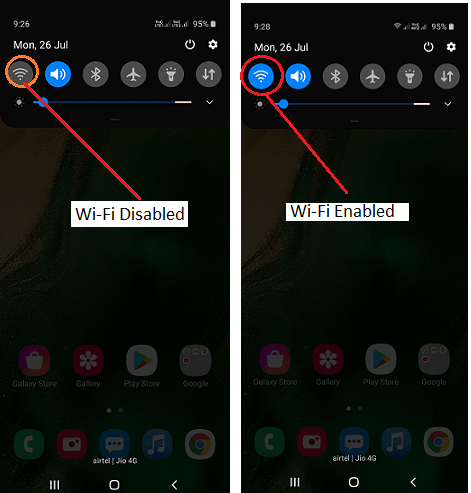 9:26
95%
Mon, 26 Jul
Wi-Fi Disabled
Galaxy Store
Gallery
Play Store
Google
airtel | Jio 4G
9:28
95%
Mon, 26 Jul
Wi-Fi Enabled
Galaxy Store
Gallery
Play Store
Google
airtel | Jio 4G